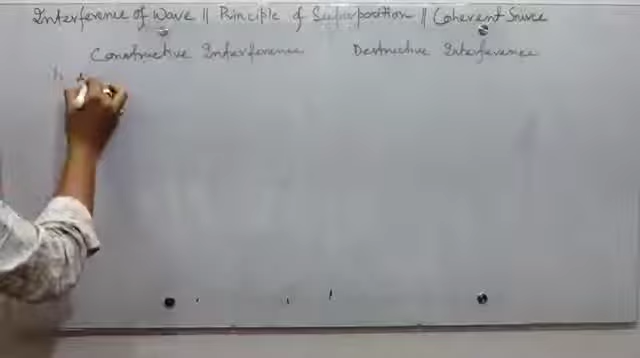 Interference of Wave || Principle of Superposition || Coherent Source
Constructive Interference Destructive Interference